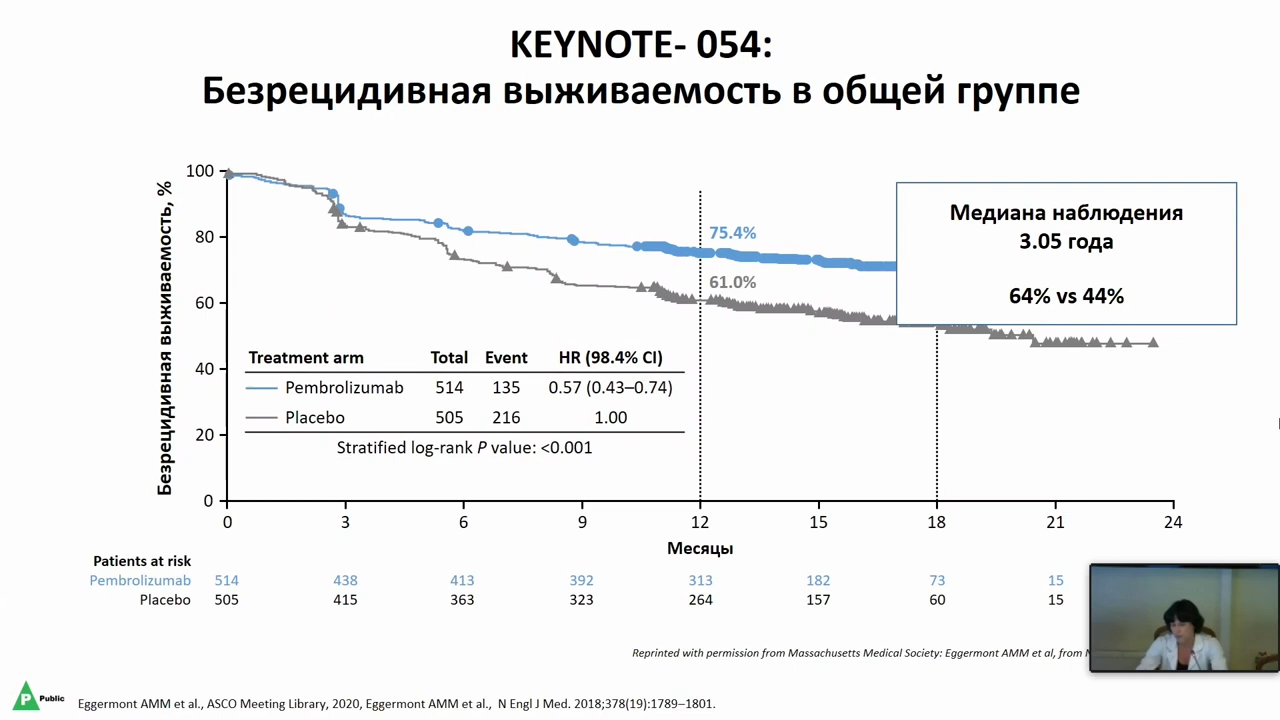 KEYNOTE- 054:
Безрецидивная выживаемость в общей группе
Безрецидивная выживаемость, %
100
80
60
40
20
0
75.4%
61.0%
Медиана наблюдения
3.05 года
64% vs 44%
Treatment arm Total Event HR (98.4% CI)
Pembrolizumab 514 135 0.57 (0.43–0.74)
Placebo 505 216 1.00
Stratified log-rank P value: <0.001
0 3 6 9 12 15 18 21 24
Месяцы
Patients at risk
Pembrolizumab 514 438 413 392 313 182 73 15
Placebo 505 415 363 323 264 157 60 15
Reprinted with permission from Massachusetts Medical Society: Eggermont AMM et al, from
Public
Eggermont AMM et al., ASCO Meeting Library, 2020, Eggermont AMM et al., N Engl J Med. 2018;378(19):1789–1801.